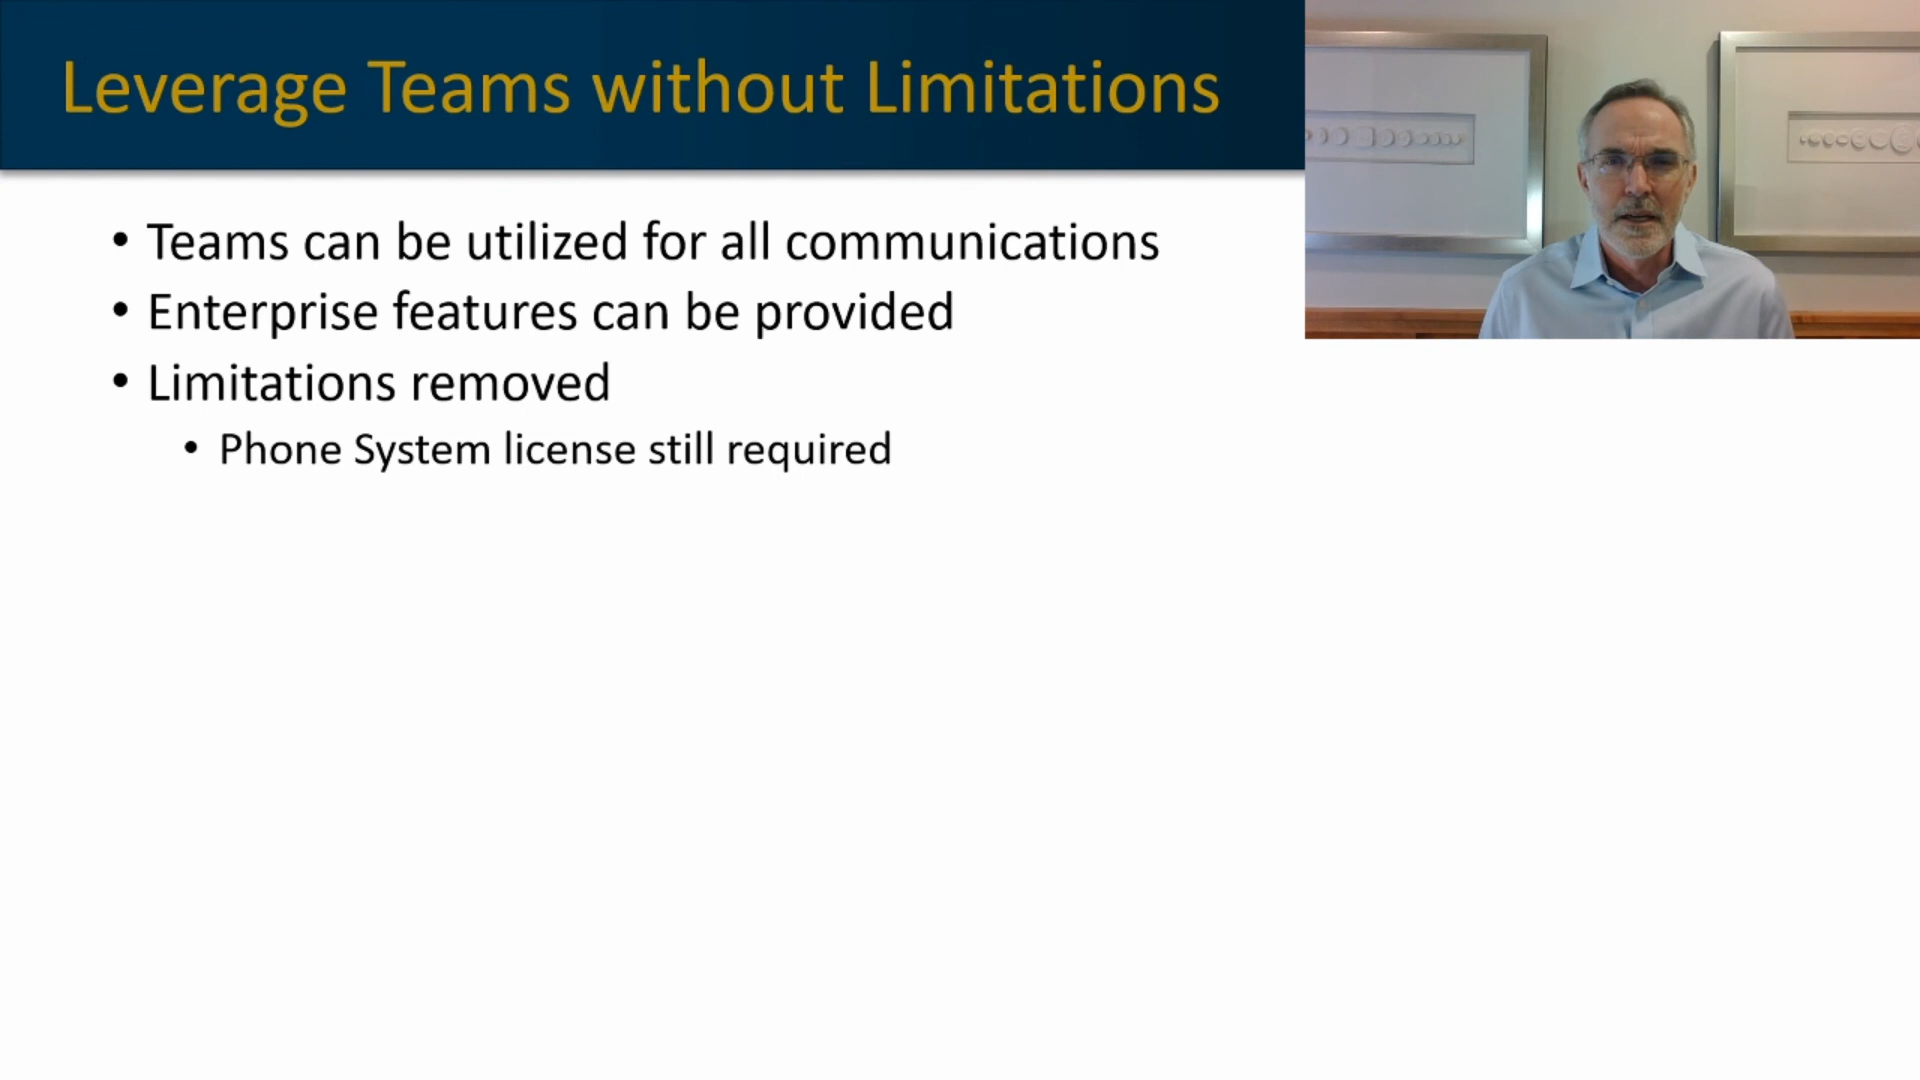 Leverage Teams without Limitations
• Teams can be utilized for all communications
• Enterprise features can be provided
• Limitations removed
• Phone System license still required